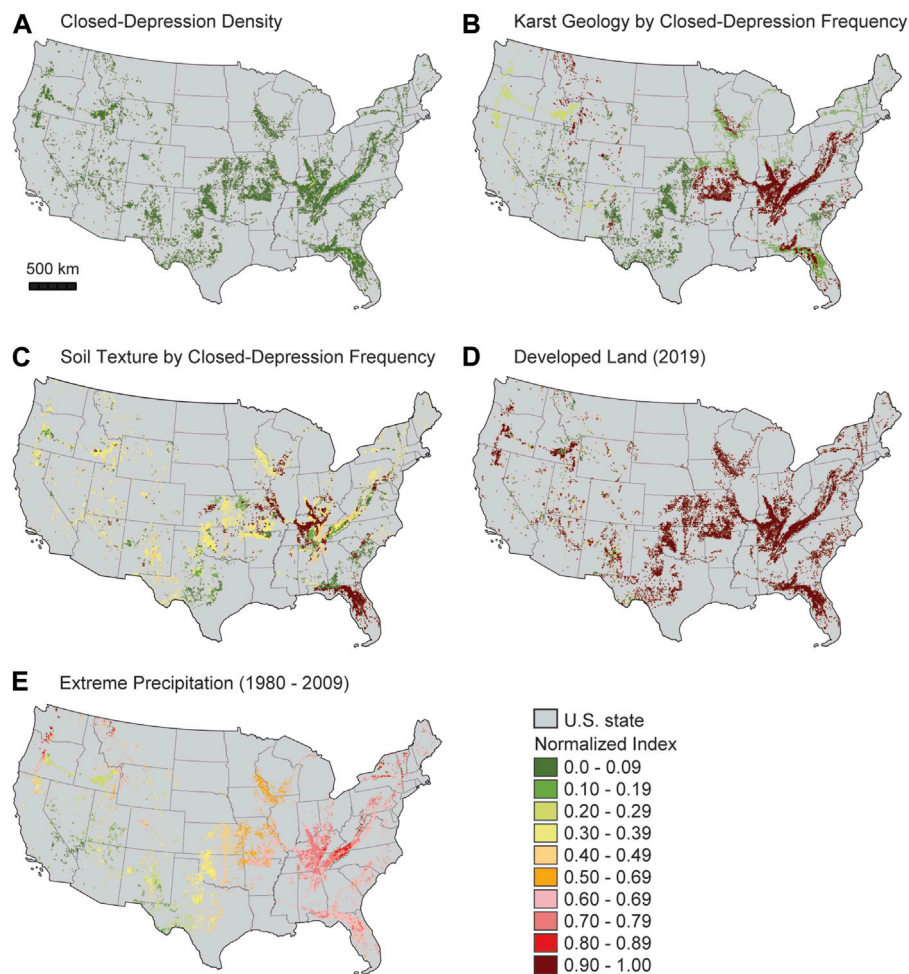 A Closed-Depression Density
B Karst Geology by Closed-Depression Frequency
500 km
C Soil Texture by Closed-Depression Frequency
D Developed Land (2019)
E Extreme Precipitation (1980 - 2009)
U.S. state
Normalized Index
0.0 - 0.09
0.10 - 0.19
0.20 - 0.29
0.30 - 0.39
0.40 - 0.49
0.50 - 0.69
0.60 - 0.69
0.70 - 0.79
0.80 - 0.89
0.90 - 1.00